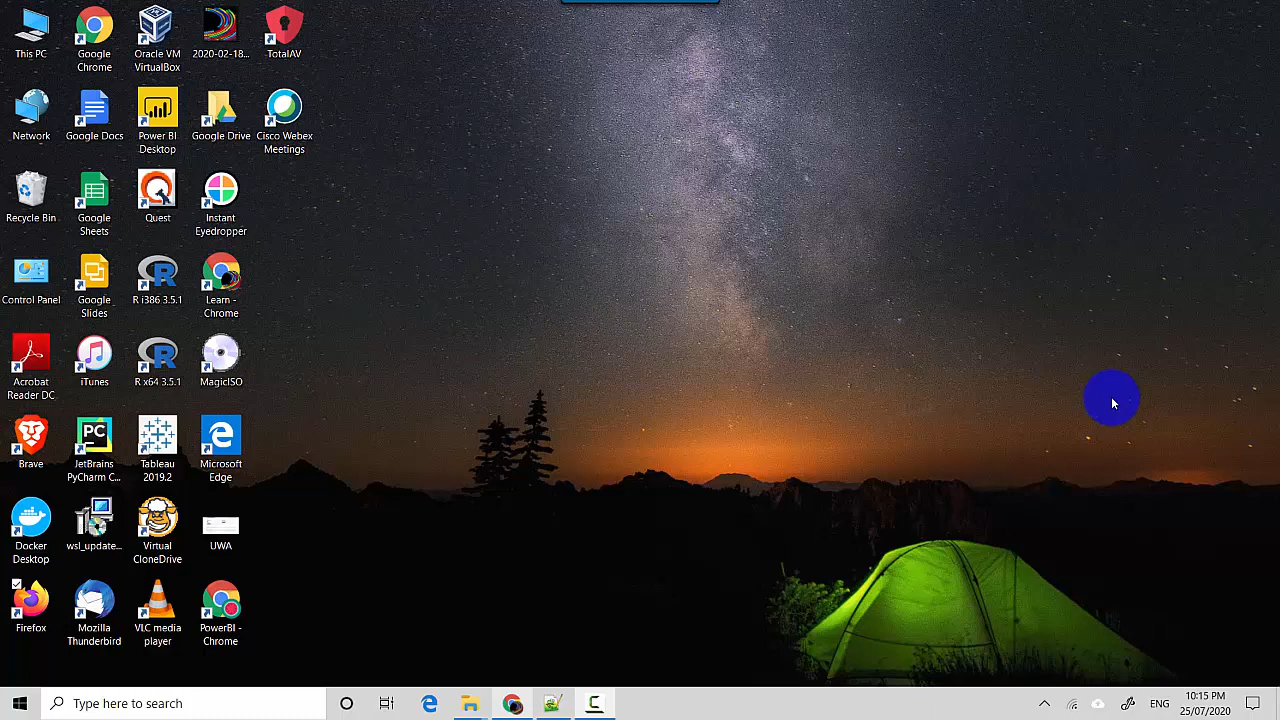 This PC
Google
Chrome
Oracle VM
VirtualBox
2020-02-18...
TotalAV
Network
Google Docs
Power BI
Desktop
Google Drive
Cisco Webex
Meetings
Recycle Bin
Google
Sheets
Quest
Instant
Eyedropper
Control Panel
Google
Slides
R i386 3.5.1
Learn -
Chrome
Acrobat
Reader DC
iTunes
R x64 3.5.1
MagicISO
Brave
PC
JetBrains
PyCharm C...
Tableau
2019.2
Microsoft
Edge
Docker
Desktop
wsl_update...
Virtual
CloneDrive
UWA
Firefox
Mozilla
Thunderbird
VLC media
player
PowerBI -
Chrome
Type here to search
ENG
10:15 PM
25/07/2020